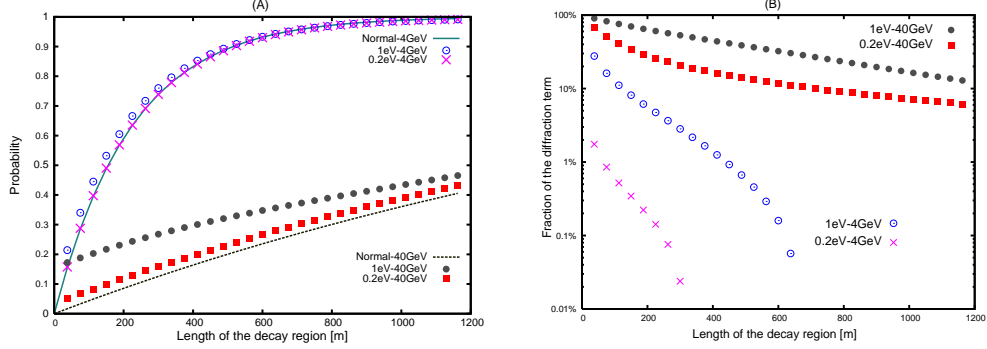 (A)
Probability
1
0.9
0.8
0.7
0.6
0.5
0.4
0.3
0.2
0.1
0
Normal-4GeV
1eV-4GeV
0.2eV-4GeV
Normal-40GeV
1eV-40GeV
0.2eV-40GeV
0 200 400 600 800 1000 1200
Length of the decay region [m]
(B)
Fraction of the diffraction term
100%
10%
1%
0.1%
0.01%
1eV-40GeV
0.2eV-40GeV
1eV-4GeV
0.2eV-4GeV
0 200 400 600 800 1000 1200
Length of the decay region [m]